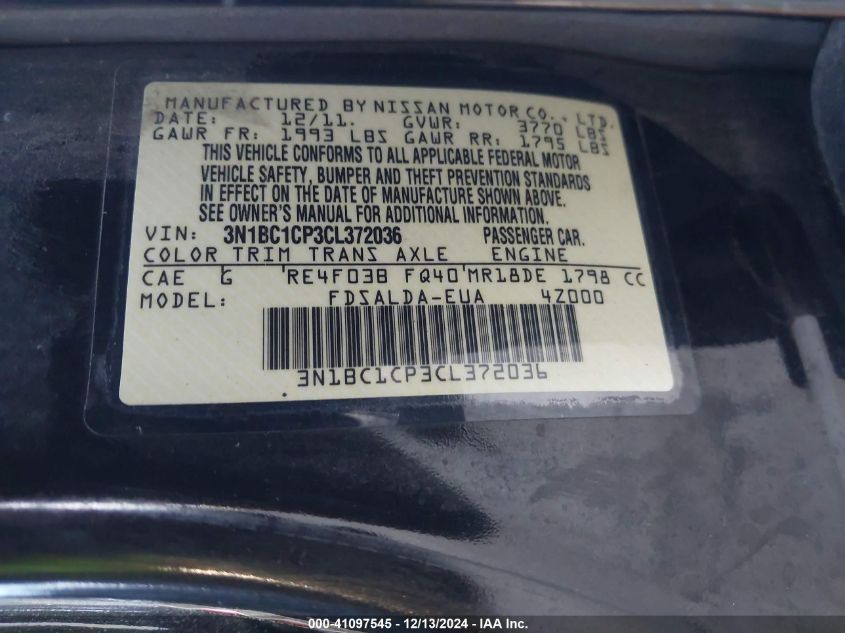 MANUFACTURED BY NISSAN MOTOR CO., LTD.
DATE: 12/11. GVWR: 3770 LBS
GAWR FR: 1993 LBS GAWR RR: 1795 LBS
THIS VEHICLE CONFORMS TO ALL APPLICABLE FEDERAL MOTOR
VEHICLE SAFETY, BUMPER AND THEFT PREVENTION STANDARDS
IN EFFECT ON THE DATE OF MANUFACTURE SHOWN ABOVE.
SEE OWNER'S MANUAL FOR ADDITIONAL INFORMATION.
VIN: 3N1BC1CP3CL372036 PASSENGER CAR.
COLOR TRIM TRANS AXLE ENGINE
CAE G RE4F03B FQ40 MR18DE 1798 CC
MODEL: FDSALDA-EUA 4Z000
3N1BC1CP3CL372036
000-41097545 - 12/13/2024 - IAA Inc.